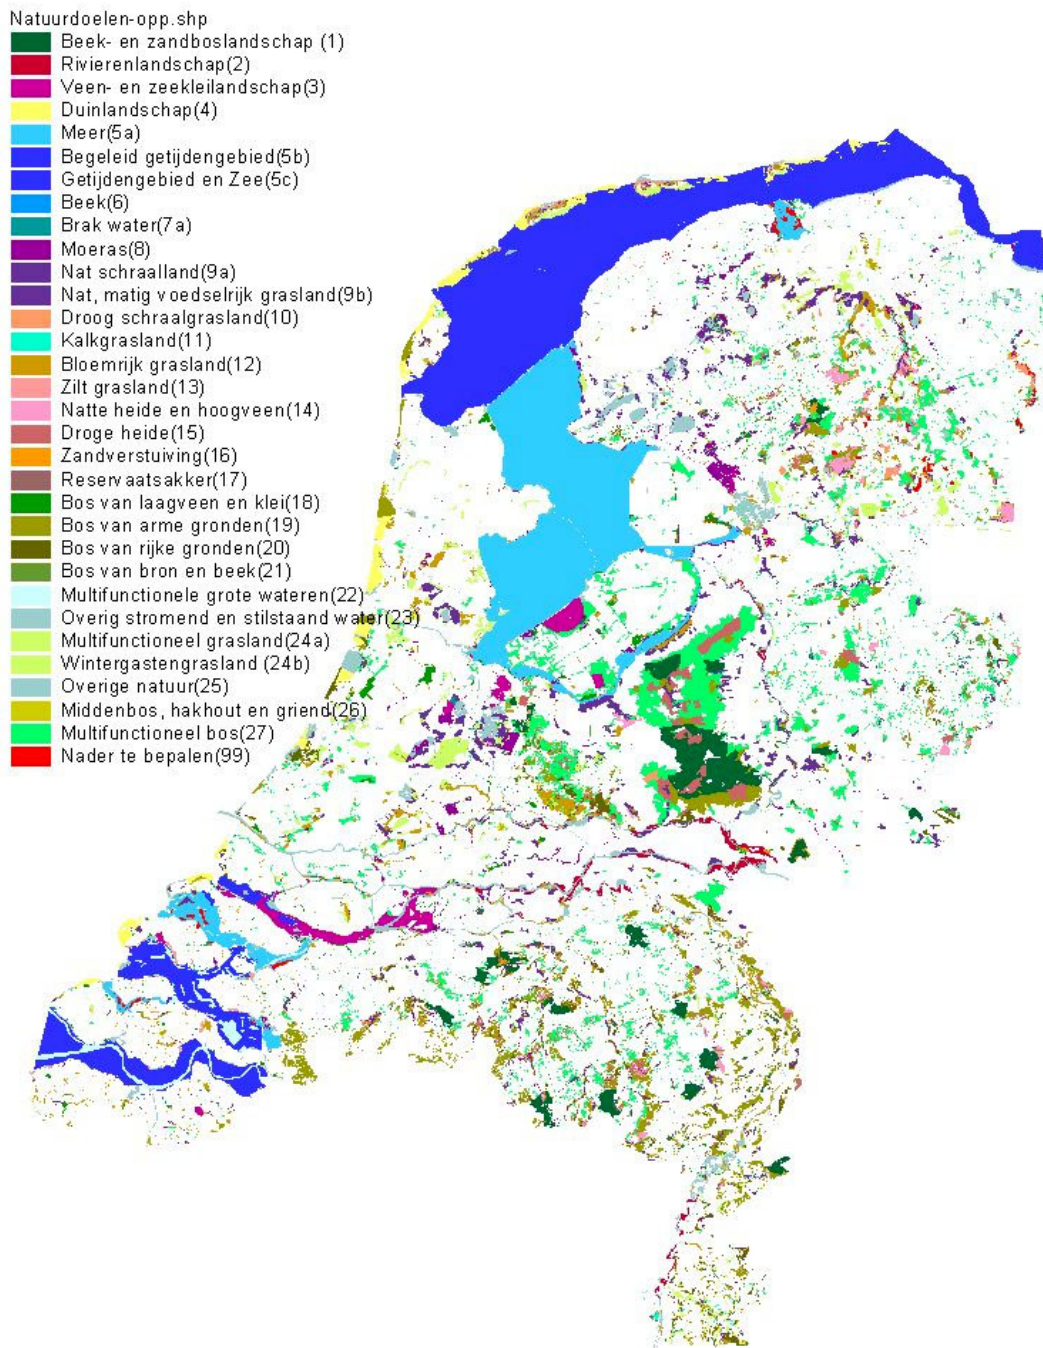 Natuurdoelen-opp.shp
Beek- en zandboslandschap (1)
Rivierenlandschap(2)
Veen- en zeekleilandschap(3)
Duinlandschap(4)
Meer(5a)
Begeleid getijdengebied(5b)
Getijdengebied en Zee(5c)
Beek(6)
Brak water(7a)
Moeras(8)
Nat schraalland(9a)
Nat, matig voedselrijk grasland(9b)
Droog schraalgrasland(10)
Kalkgrasland(11)
Bloemrijk grasland(12)
Zilt grasland(13)
Natte heide en hoogveen(14)
Droge heide(15)
Zandverstuiving(16)
Reservaatsakker(17)
Bos van laagveen en klei(18)
Bos van arme gronden(19)
Bos van rijke gronden(20)
Bos van bron en beek(21)
Multifunctionele grote wateren(22)
Overig stromend en stilstaand water(23)
Multifunctioneel grasland(24a)
Wintergastengrasland (24b)
Overige natuur(25)
Middenbos, hakhout en griend(26)
Multifunctioneel bos(27)
Nader te bepalen(99)